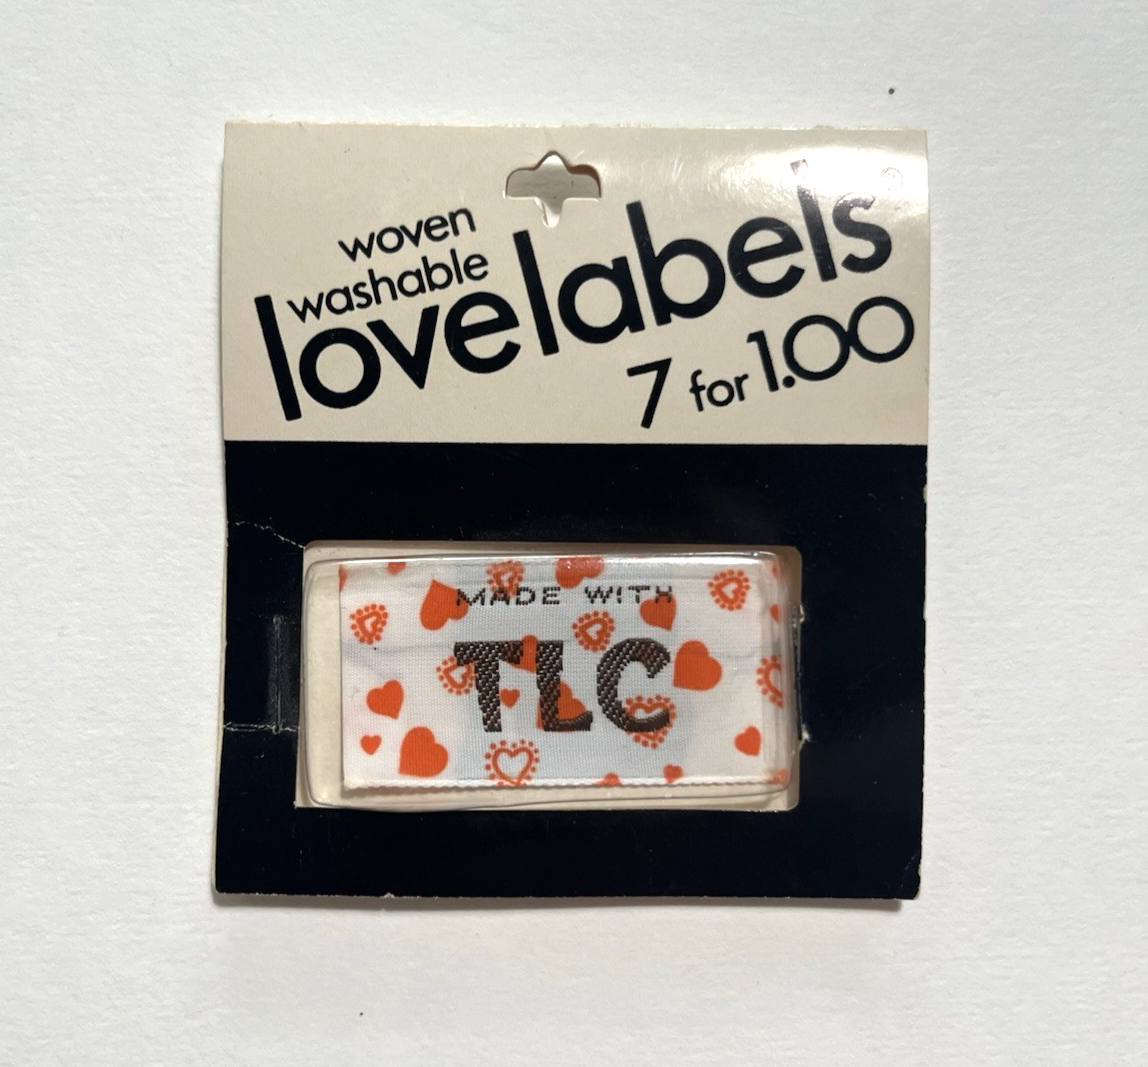 woven
washable
lovelabels®
7 for 1.00
MADE WITH
TLC